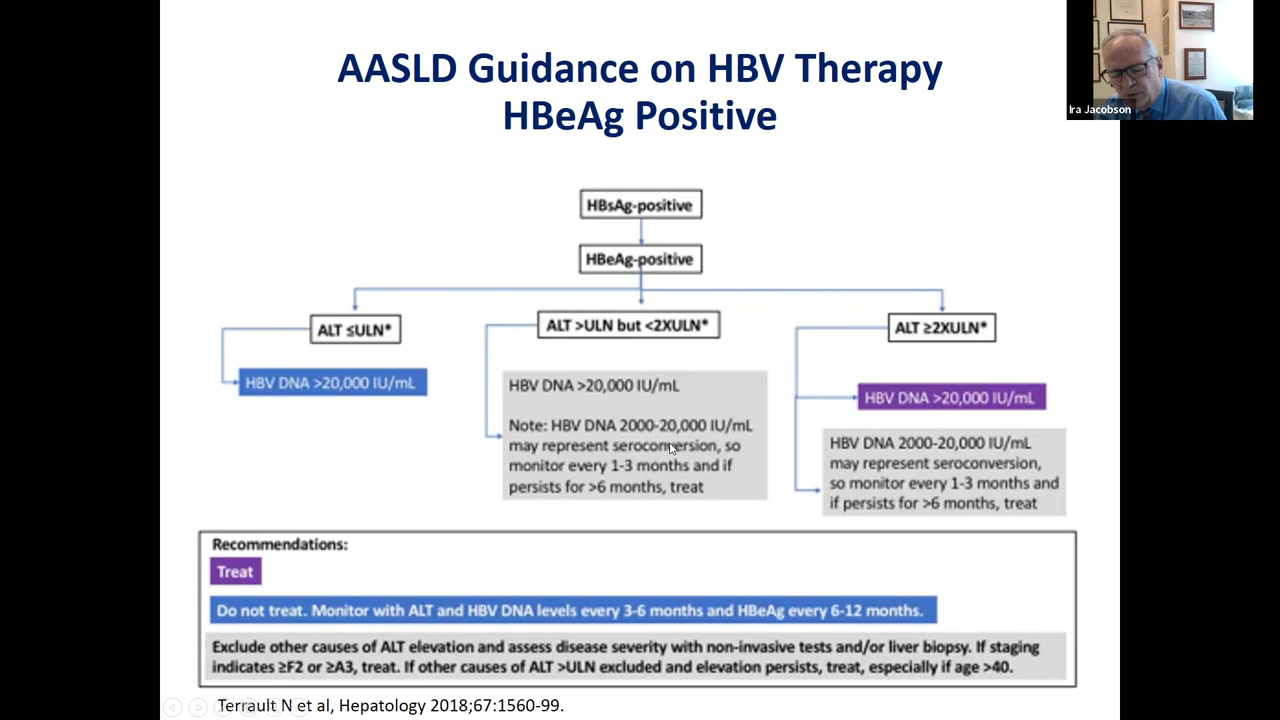 AASLD Guidance on HBV Therapy
HBeAg Positive
Ira Jacobson
HBsAg-positive
HBeAg-positive
ALT ≤ULN*
HBV DNA >20,000 IU/mL
ALT >ULN but <2XULN*
HBV DNA >20,000 IU/mL
Note: HBV DNA 2000-20,000 IU/mL
may represent seroconversion, so
monitor every 1-3 months and if
persists for >6 months, treat
ALT ≥2XULN*
HBV DNA >20,000 IU/mL
HBV DNA 2000-20,000 IU/mL
may represent seroconversion,
so monitor every 1-3 months and
if persists for >6 months, treat
Recommendations:
Treat
Do not treat. Monitor with ALT and HBV DNA levels every 3-6 months and HBeAg every 6-12 months.
Exclude other causes of ALT elevation and assess disease severity with non-invasive tests and/or liver biopsy. If staging
indicates ≥F2 or ≥A3, treat. If other causes of ALT >ULN excluded and elevation persists, treat, especially if age >40.
Terrault N et al, Hepatology 2018;67:1560-99.